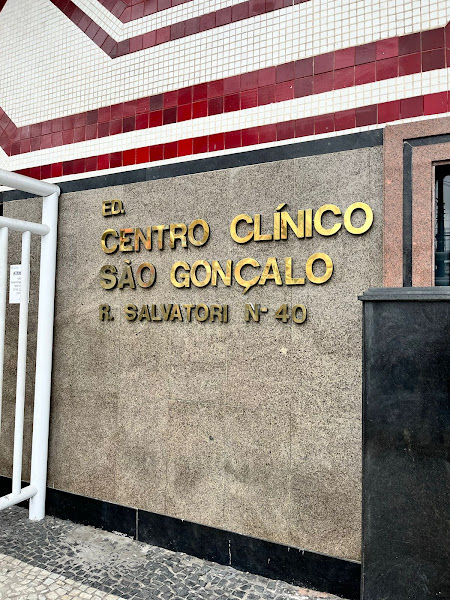 ED.
CENTRO CLÍNICO
SÃO GONÇALO
R. SALVATORI Nº 40